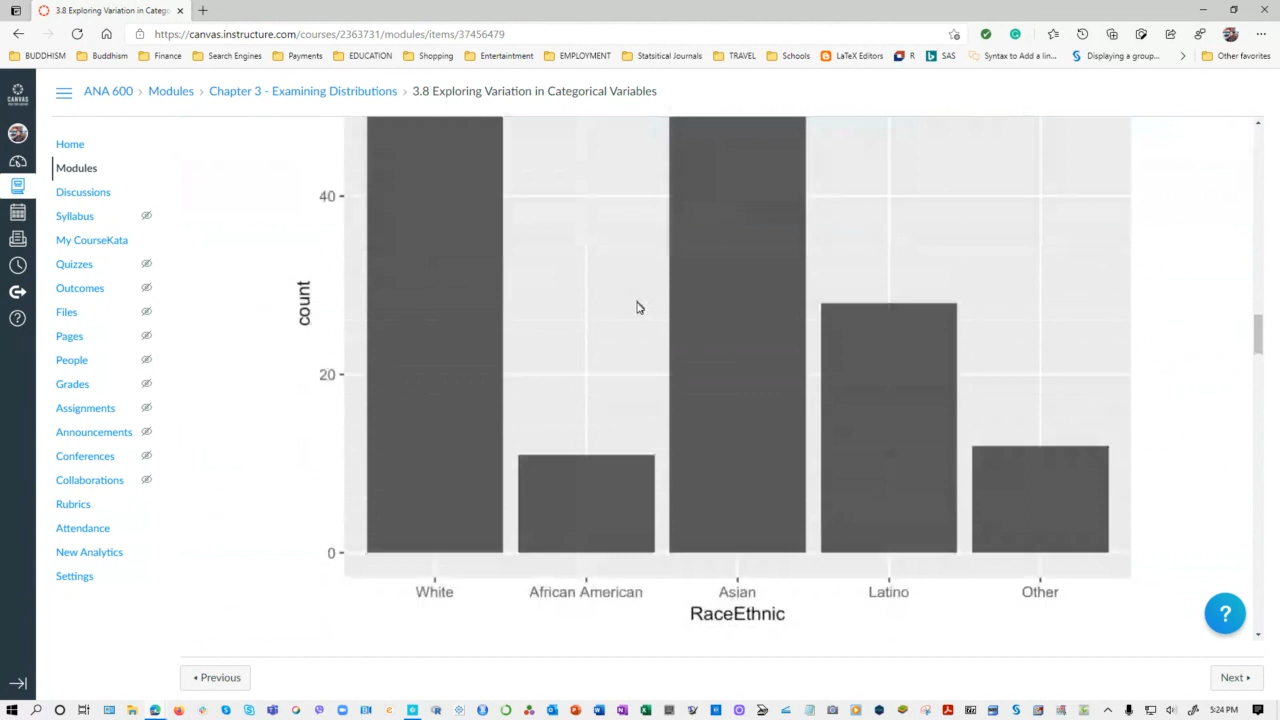 3.8 Exploring Variation in Catego
https://canvas.instructure.com/courses/2363731/modules/items/37456479
BUDDHISM Buddhism Finance Search Engines Payments EDUCATION Shopping Entertainment EMPLOYMENT Statsitical Journals TRAVEL Schools LaTeX Editors R SAS Syntax to Add a lin... Displaying a group... Other favorites
CANVAS
ANA 600 › Modules › Chapter 3 - Examining Distributions › 3.8 Exploring Variation in Categorical Variables
Home
Modules
Discussions
Syllabus
My CourseKata
Quizzes
Outcomes
Files
Pages
People
Grades
Assignments
Announcements
Conferences
Collaborations
Rubrics
Attendance
New Analytics
Settings
40
count
20
0
White African American Asian Latino Other
RaceEthnic
?
Previous
Next
5:24 PM